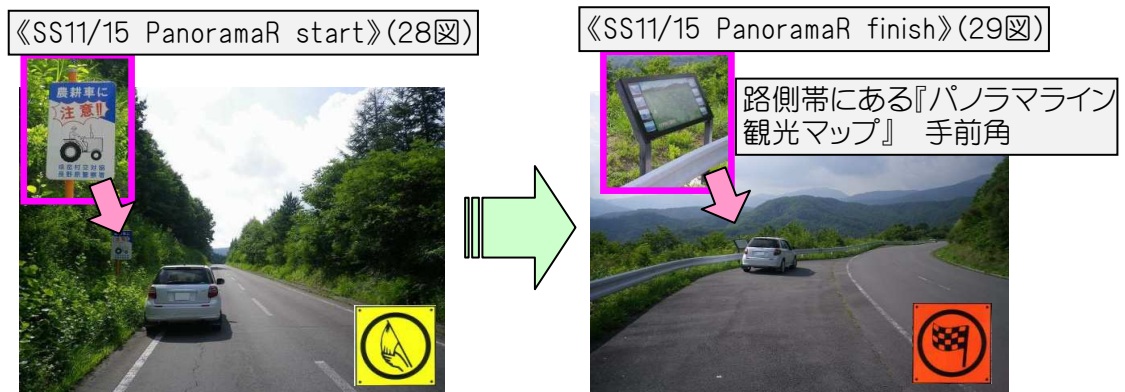 《SS11/15 PanoramaR start》(28図)
農耕車に
注意!!
《SS11/15 PanoramaR finish》(29図)
路側帯にある『パノラマライン
観光マップ』 手前角